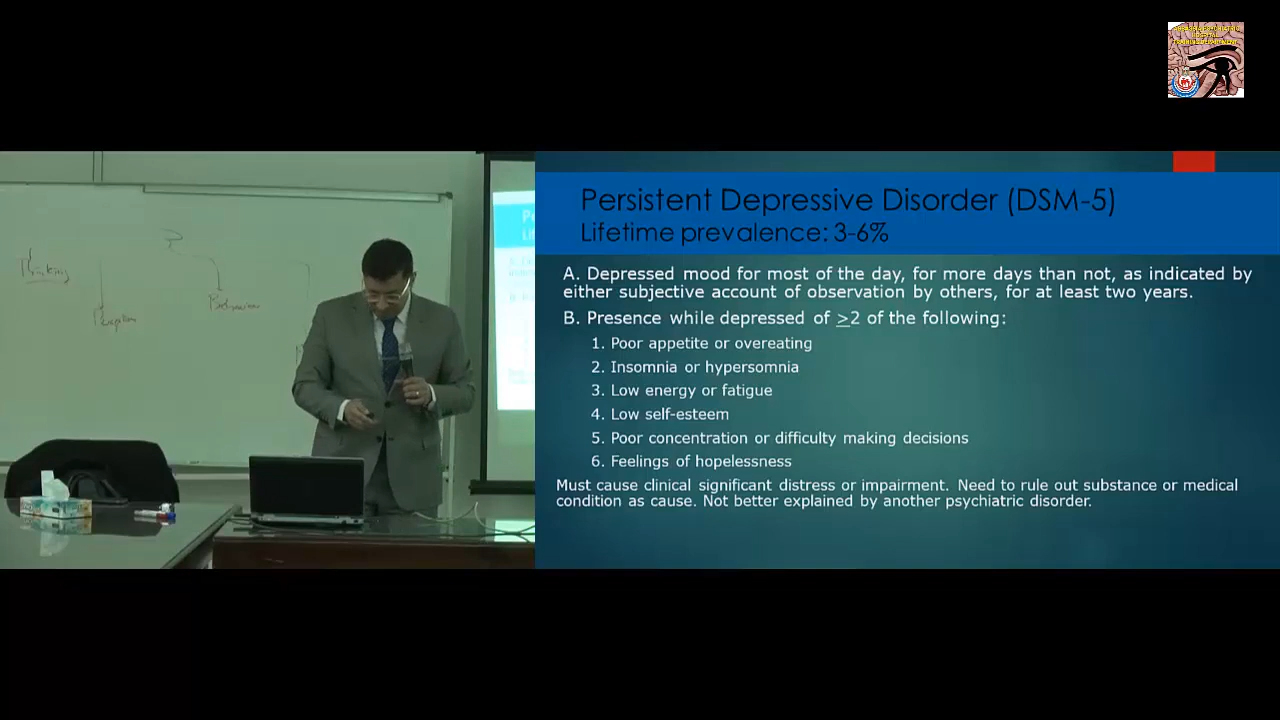 Persistent Depressive Disorder (DSM-5)
Lifetime prevalence: 3-6%
A. Depressed mood for most of the day, for more days than not, as indicated by
either subjective account of observation by others, for at least two years.
B. Presence while depressed of >2 of the following:
1. Poor appetite or overeating
2. Insomnia or hypersomnia
3. Low energy or fatigue
4. Low self-esteem
5. Poor concentration or difficulty making decisions
6. Feelings of hopelessness
Must cause clinical significant distress or impairment. Need to rule out substance or medical
condition as cause. Not better explained by another psychiatric disorder.